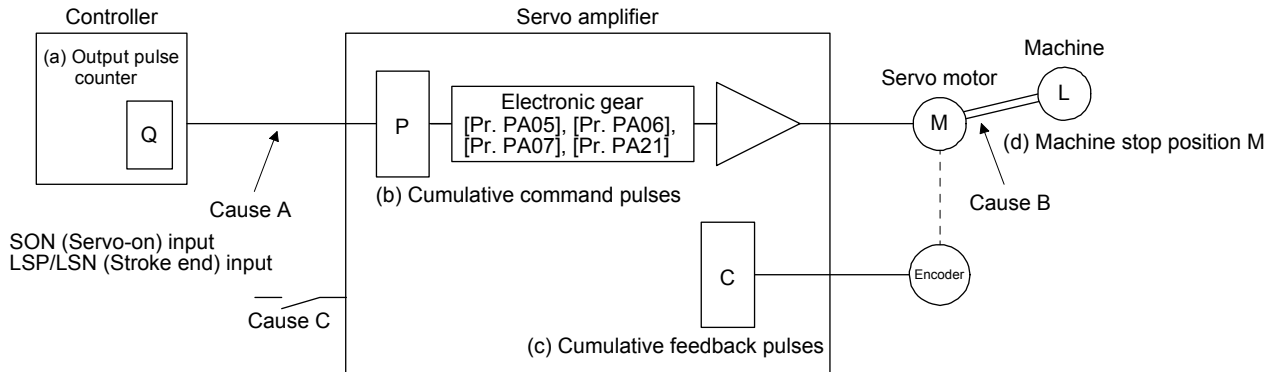 Controller
Servo amplifier
(a) Output pulse
counter
Q
P
Electronic gear
[Pr. PA05], [Pr. PA06],
[Pr. PA07], [Pr. PA21]
Servo motor
Machine
L
M
(d) Machine stop position M
Cause A
(b) Cumulative command pulses
Cause B
SON (Servo-on) input
LSP/LSN (Stroke end) input
C
Encoder
Cause C
(c) Cumulative feedback pulses